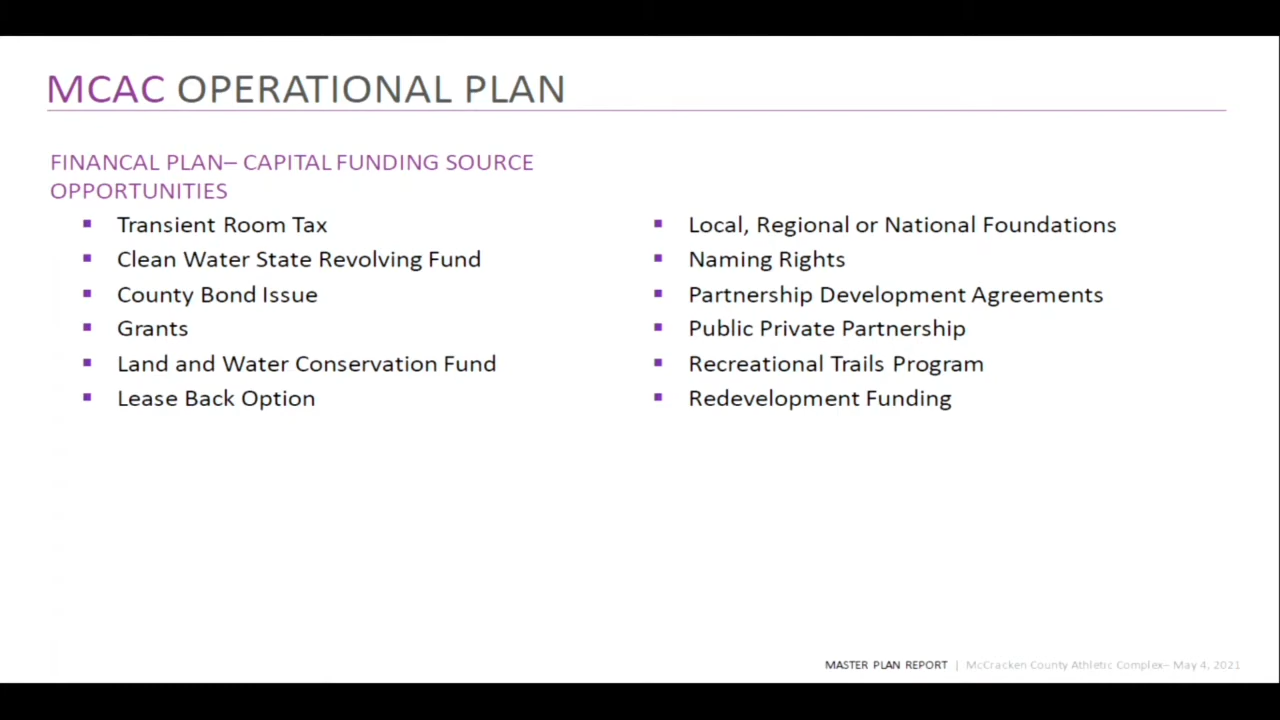 MCAC OPERATIONAL PLAN
FINANCAL PLAN– CAPITAL FUNDING SOURCE
OPPORTUNITIES
▪ Transient Room Tax
▪ Clean Water State Revolving Fund
▪ County Bond Issue
▪ Grants
▪ Land and Water Conservation Fund
▪ Lease Back Option
▪ Local, Regional or National Foundations
▪ Naming Rights
▪ Partnership Development Agreements
▪ Public Private Partnership
▪ Recreational Trails Program
▪ Redevelopment Funding
MASTER PLAN REPORT | McCracken County Athletic Complex– May 4, 2021